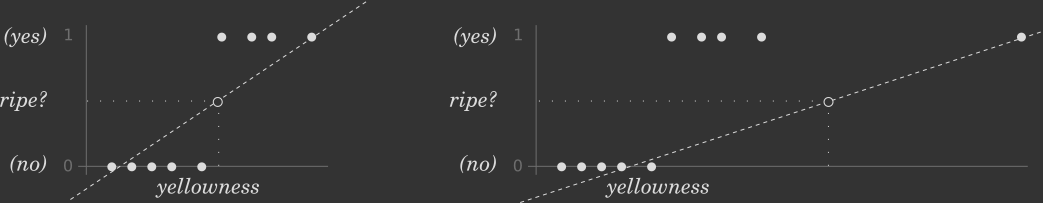 (yes) 1
ripe?
(no) 0
yellowness
(yes) 1
ripe?
(no) 0
yellowness